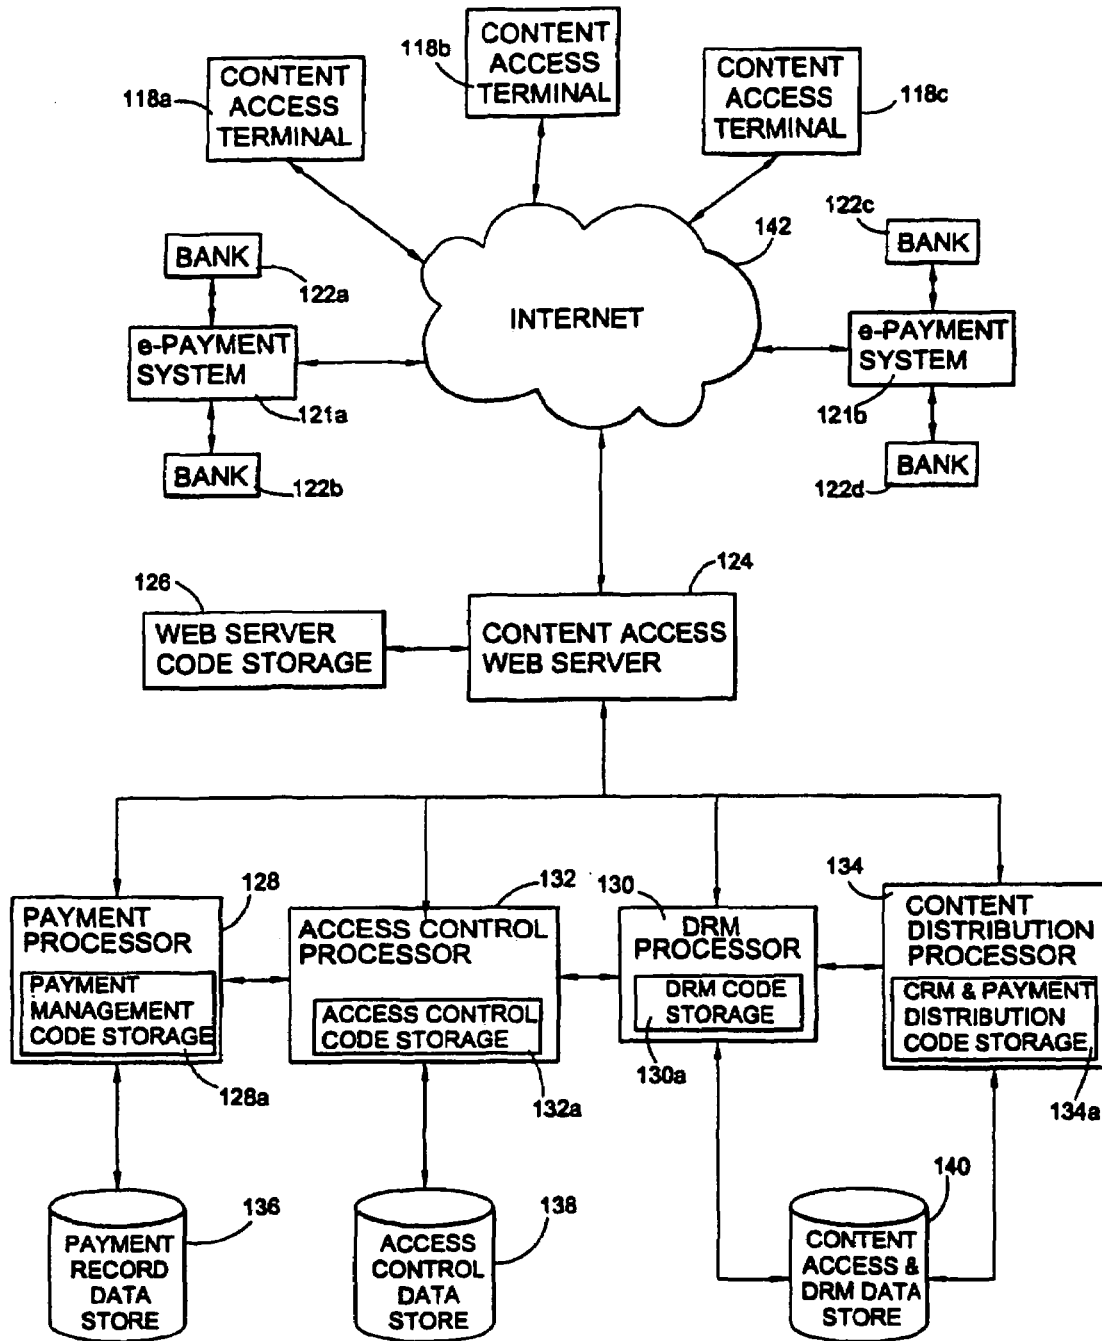 118a
CONTENT
ACCESS
TERMINAL
118b
CONTENT
ACCESS
TERMINAL
CONTENT
ACCESS
TERMINAL
118c
BANK
122a
e-PAYMENT
SYSTEM
121a
BANK
122b
INTERNET
142
122c
BANK
e-PAYMENT
SYSTEM
121b
BANK
122d
126
WEB SERVER
CODE STORAGE
124
CONTENT ACCESS
WEB SERVER
128
PAYMENT
PROCESSOR
PAYMENT
MANAGEMENT
CODE STORAGE
128a
132
ACCESS CONTROL
PROCESSOR
ACCESS CONTROL
CODE STORAGE
132a
130
DRM
PROCESSOR
DRM CODE
STORAGE
130a
134
CONTENT
DISTRIBUTION
PROCESSOR
CRM & PAYMENT
DISTRIBUTION
CODE STORAGE
134a
136
PAYMENT
RECORD
DATA
STORE
138
ACCESS
CONTROL
DATA
STORE
140
CONTENT
ACCESS &
DRM DATA
STORE